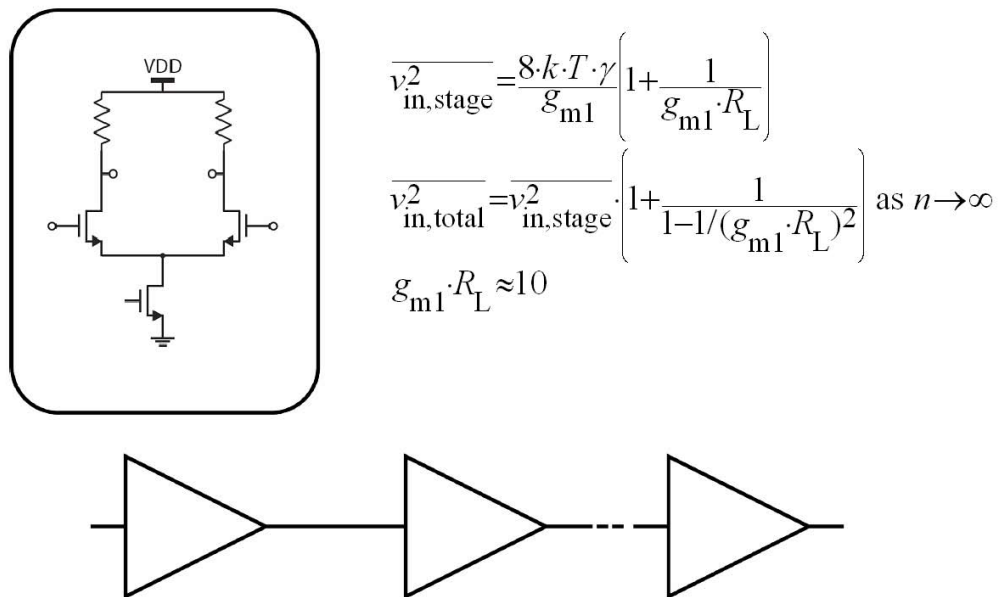 VDD
v²in,stage = 8·k·T·γ/gm1 (1+1/(gm1·RL))
v²in,total = v²in,stage · (1+1/(1−1/(gm1·RL)²)) as n→∞
gm1·RL≈10